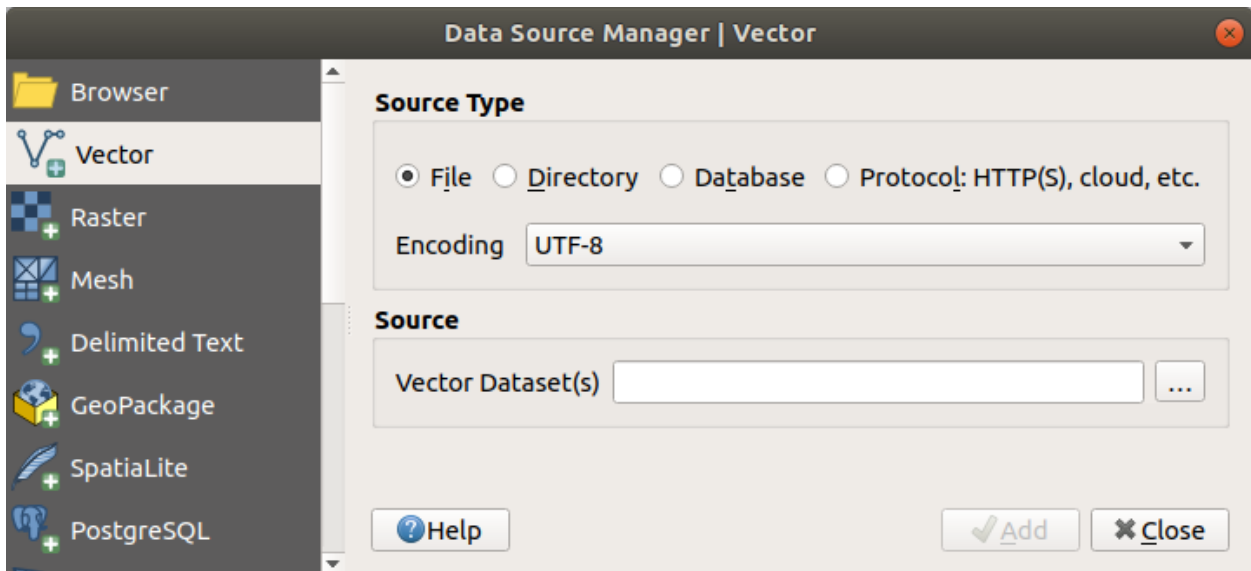 Data Source Manager | Vector
Browser
Vector
Raster
Mesh
Delimited Text
GeoPackage
SpatiaLite
PostgreSQL
Source Type
File Directory Database Protocol: HTTP(S), cloud, etc.
Encoding UTF-8
Source
Vector Dataset(s) ...
Help Add Close